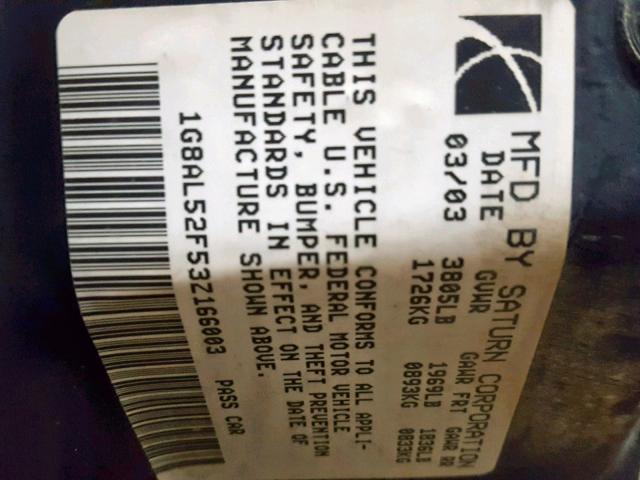 MFD BY SATURN CORPORATION
DATE GVWR GAWR FRT GAWR RR
03/03 3805LB 1969LB 1836LB
1726KG 0893KG 0833KG
THIS VEHICLE CONFORMS TO ALL APPLI-
CABLE U.S. FEDERAL MOTOR VEHICLE
SAFETY, BUMPER, AND THEFT PREVENTION
STANDARDS IN EFFECT ON THE DATE OF
MANUFACTURE SHOWN ABOVE.
1G8AL52F53Z166003 PASS CAR